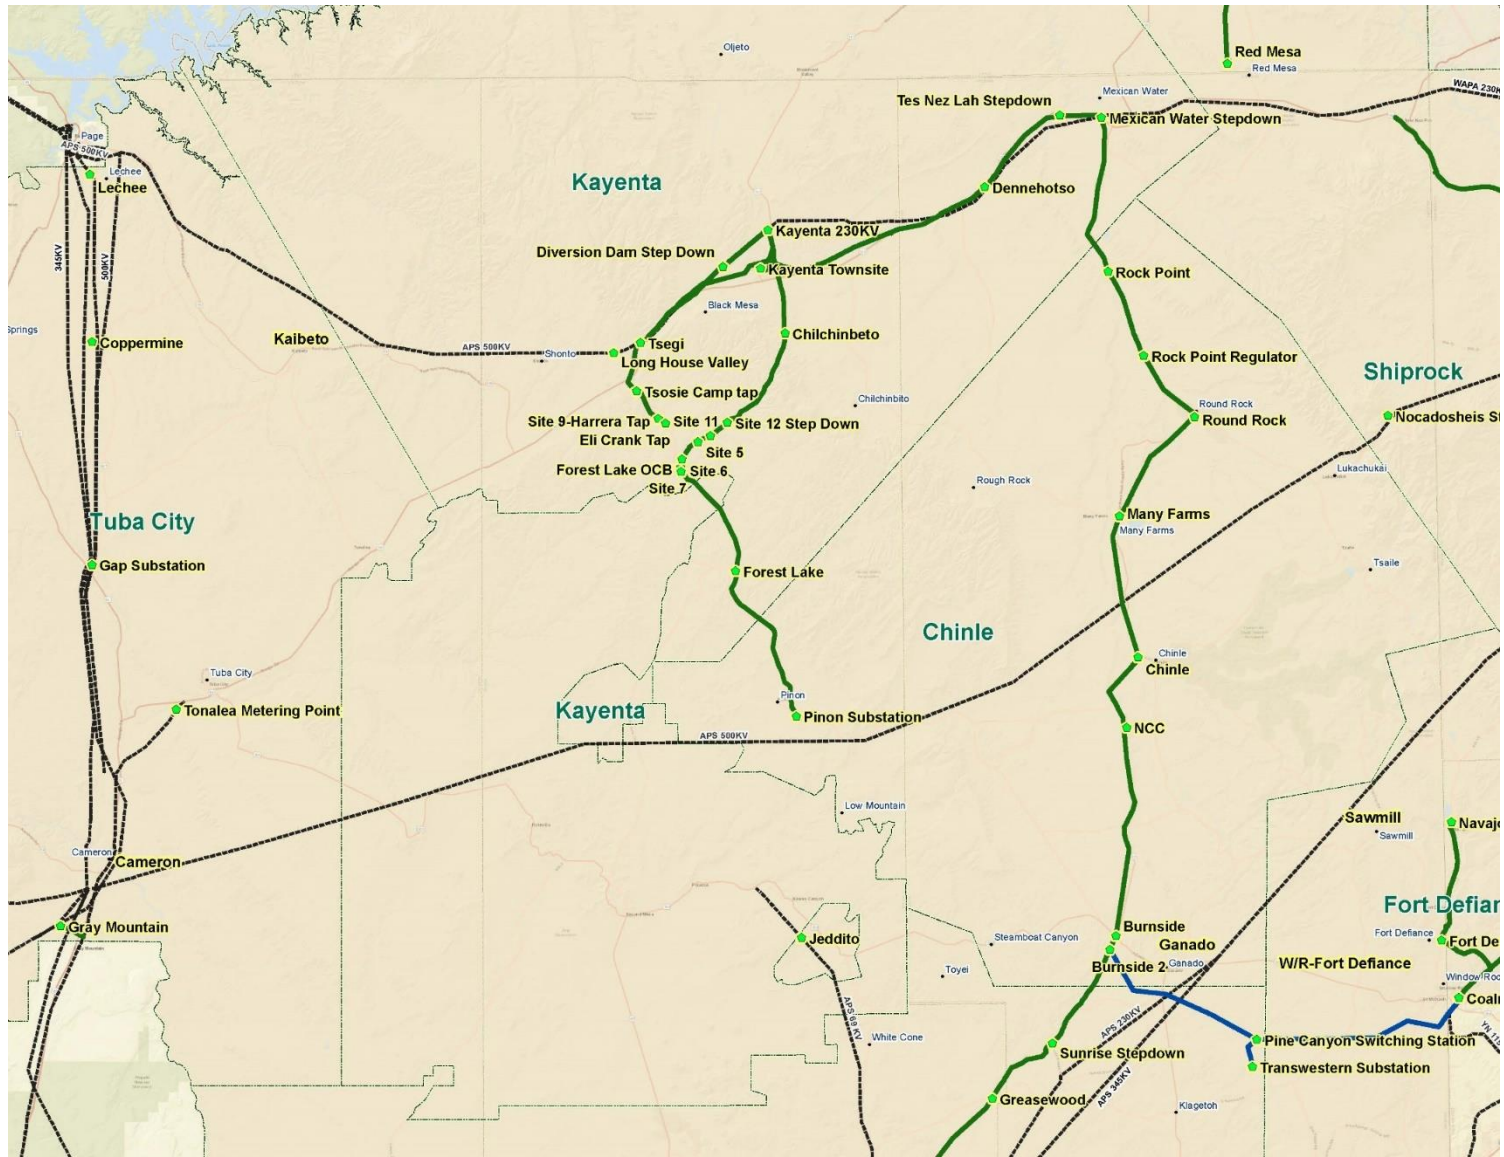 Oljeto
Red Mesa
Red Mesa
Mexican Water
WAPA 230K
Tes Nez Lah Stepdown
Mexican Water Stepdown
Page
APS 500KV
Lechee
Lechee
Kayenta
Dennehotso
Kayenta 230KV
345KV
500KV
Diversion Dam Step Down
Kayenta Townsite
Rock Point
Black Mesa
Springs
Coppermine
Kaibeto
APS 500KV
Shonto
Tsegi
Long House Valley
Chilchinbeto
Rock Point Regulator
Shiprock
Tsosie Camp tap
Chilchinbito
Round Rock
Round Rock
Nocadosheis St
Site 9-Harrera Tap
Site 11
Site 12 Step Down
Eli Crank Tap
Site 5
Forest Lake OCB
Site 6
Site 7
Lukachukai
Rough Rock
Many Farms
Many Farms
Tuba City
Gap Substation
Forest Lake
Tsaile
Chinle
Chinle
Chinle
Tuba City
Tonalea Metering Point
Kayenta
Pinon
Pinon Substation
NCC
APS 500KV
Low Mountain
Sawmill
Sawmill
Navajo
Cameron
Cameron
Fort Defian
Gray Mountain
Jeddito
Steamboat Canyon
Burnside
Ganado
Fort Defiance
Fort De
Burnside 2
Ganado
W/R-Fort Defiance
Toyei
Window Roc
Coaln
APS 69 KV
White Cone
APS 230KV
YN 115
Sunrise Stepdown
Pine Canyon Switching Station
Transwestern Substation
APS 345KV
Greasewood
Klagetoh